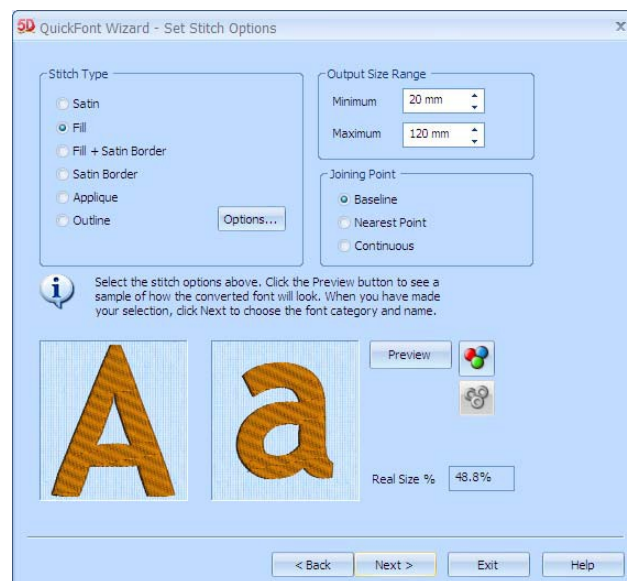 5D QuickFont Wizard - Set Stitch Options
x
Stitch Type
Satin
Fill
Fill + Satin Border
Satin Border
Applique
Outline
Options...
Output Size Range
Minimum 20 mm
Maximum 120 mm
Joining Point
Baseline
Nearest Point
Continuous
Select the stitch options above. Click the Preview button to see a
sample of how the converted font will look. When you have made
your selection, click Next to choose the font category and name.
A a
Preview
Real Size % 48.8%
< Back Next > Exit Help